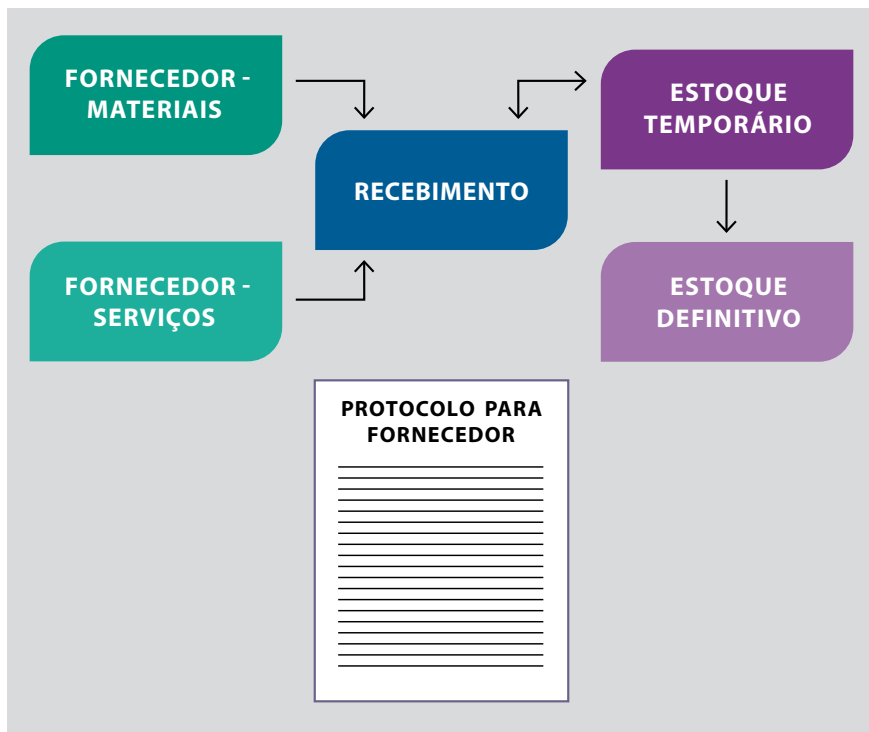 FORNECEDOR -
MATERIAIS
ESTOQUE
TEMPORÁRIO
RECEBIMENTO
FORNECEDOR -
SERVIÇOS
ESTOQUE
DEFINITIVO
PROTOCOLO PARA
FORNECEDOR